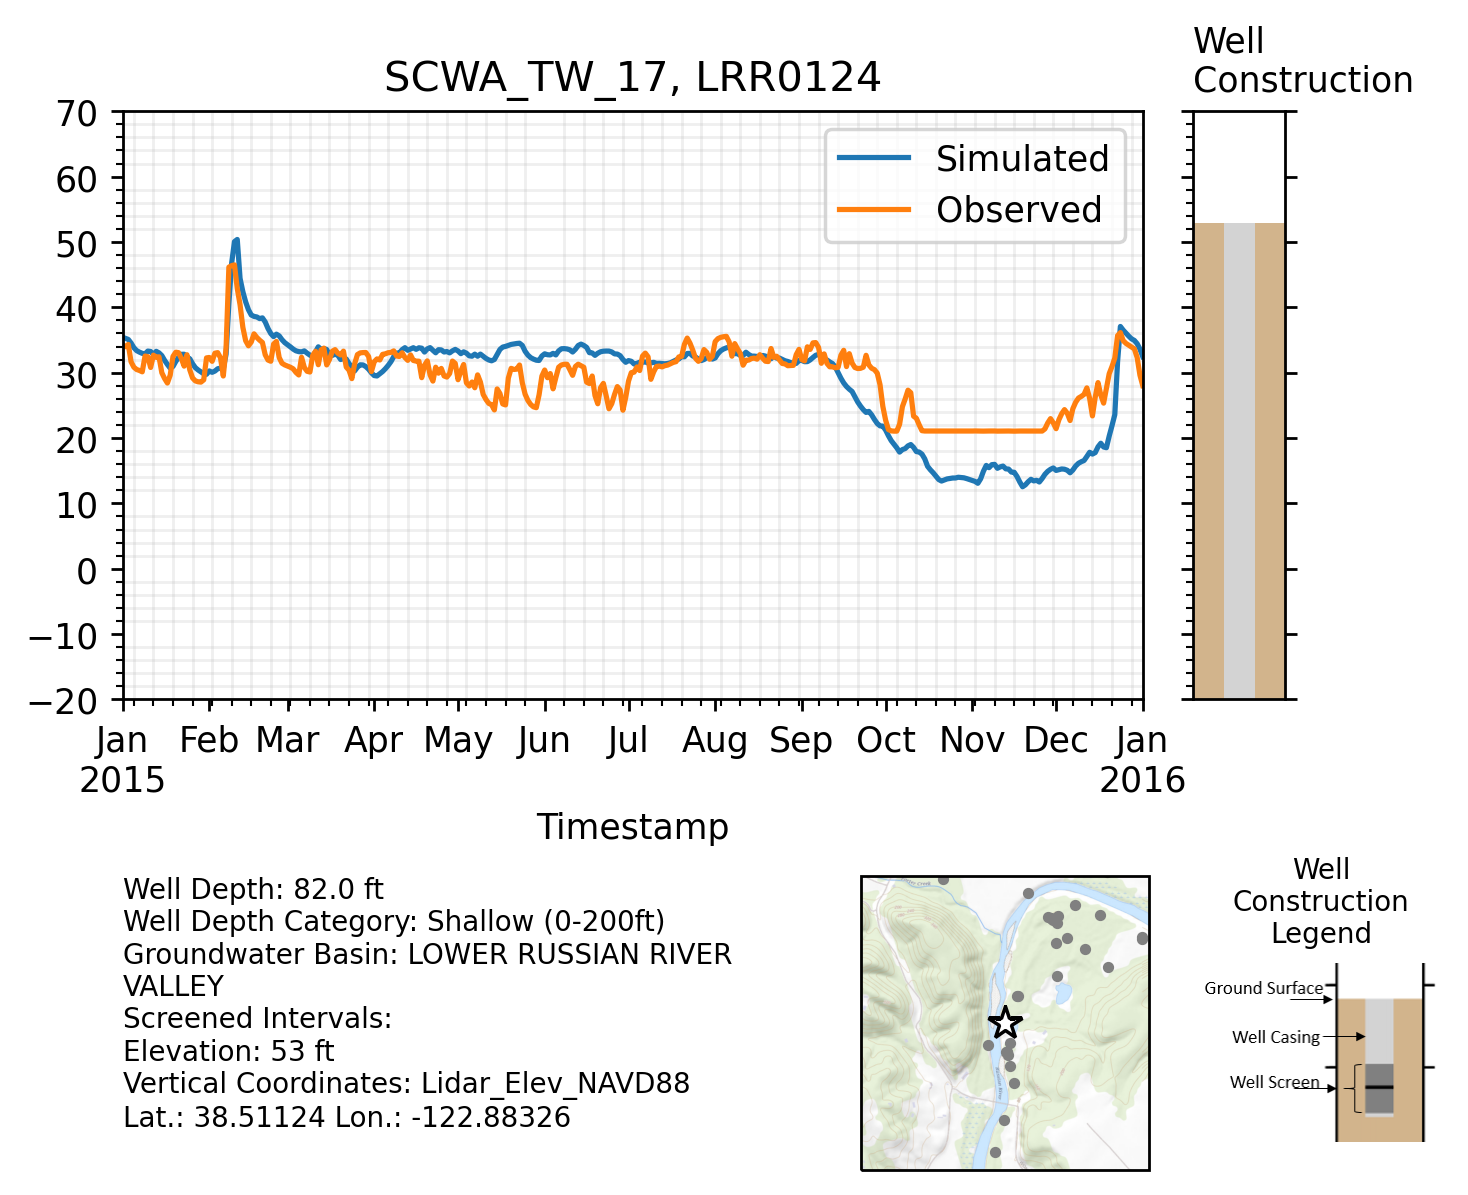 Well
Construction
SCWA_TW_17, LRR0124
70
60
50
40
30
20
10
0
−10
−20
Simulated
Observed
Jan Feb Mar Apr May Jun Jul Aug Sep Oct Nov Dec Jan
2015 2016
Timestamp
Well Depth: 82.0 ft
Well Depth Category: Shallow (0-200ft)
Groundwater Basin: LOWER RUSSIAN RIVER
VALLEY
Screened Intervals:
Elevation: 53 ft
Vertical Coordinates: Lidar_Elev_NAVD88
Lat.: 38.51124 Lon.: -122.88326
Well
Construction
Legend
Ground Surface
Well Casing
Well Screen